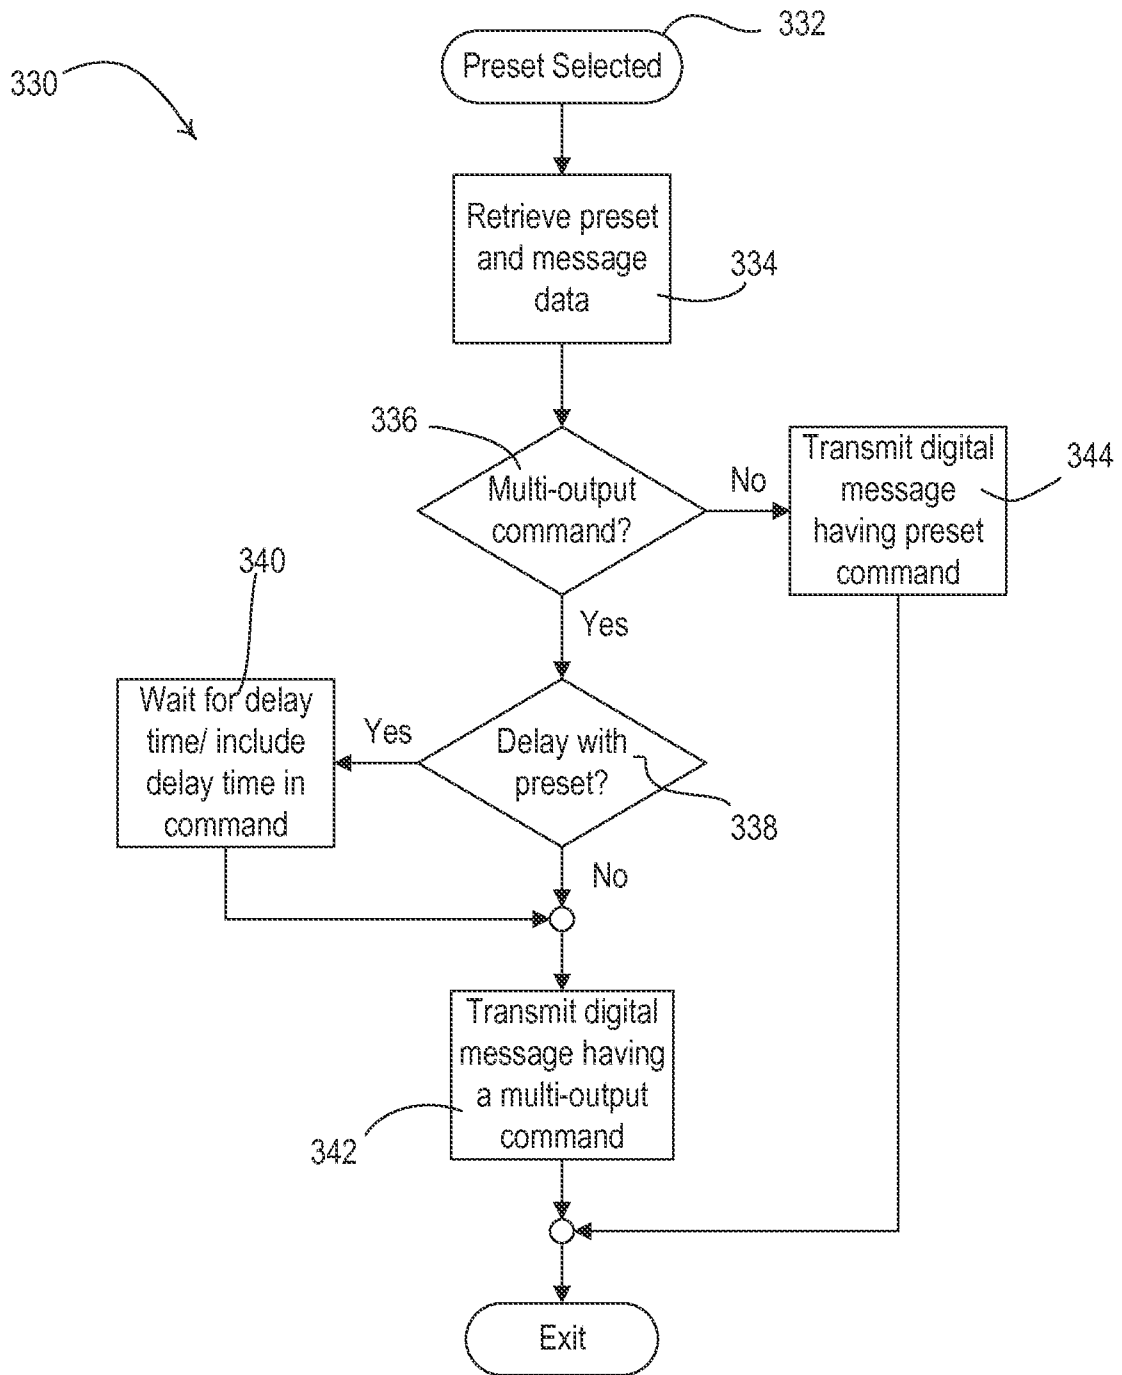 332
Preset Selected
330
Retrieve preset
and message
data
334
336
Multi-output
command?
No
Transmit digital
message
having preset
command
344
Yes
340
Wait for delay
time/ include
delay time in
command
Yes
Delay with
preset?
338
No
Transmit digital
message having
a multi-output
command
342
Exit